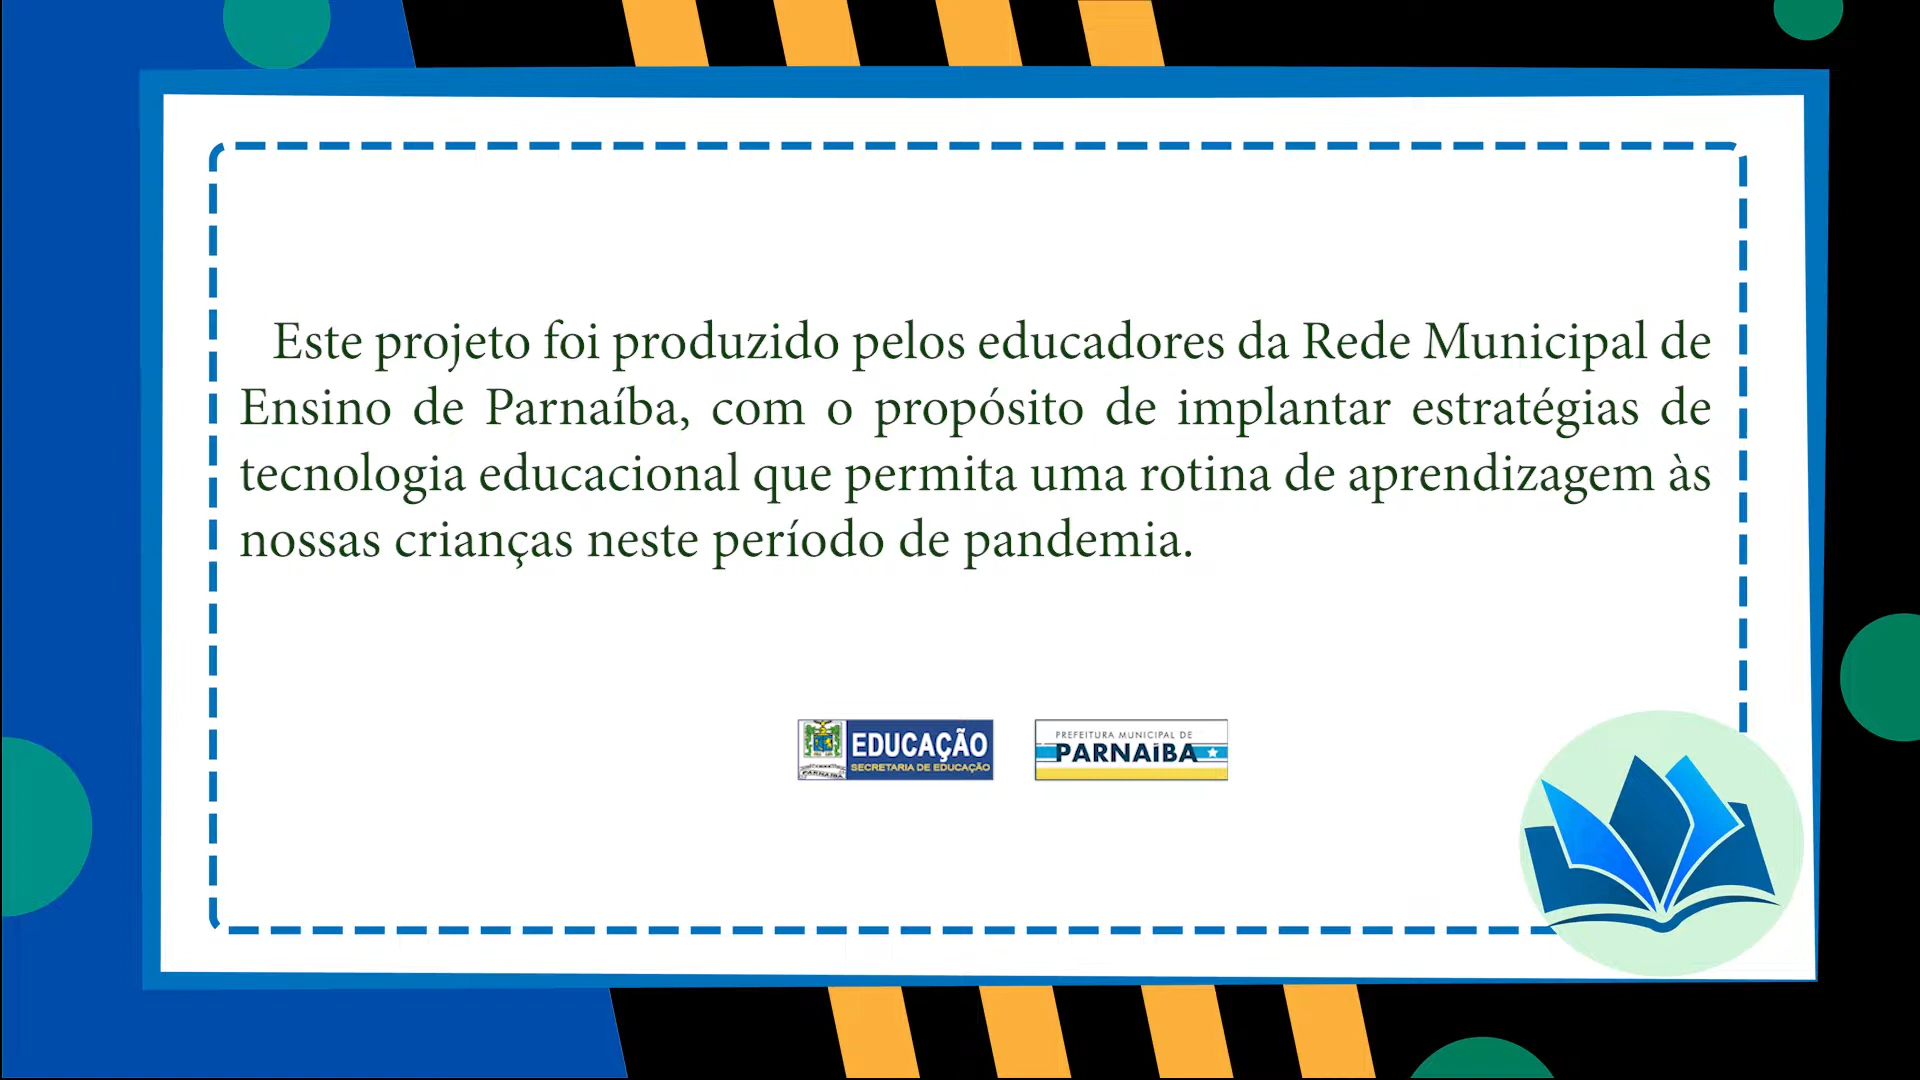 Este projeto foi produzido pelos educadores da Rede Municipal de
Ensino de Parnaíba, com o propósito de implantar estratégias de
tecnologia educacional que permita uma rotina de aprendizagem às
nossas crianças neste período de pandemia.
EDUCAÇÃO
SECRETARIA DE EDUCAÇÃO
PARNAIBA
PREFEITURA MUNICIPAL DE
PARNAÍBA